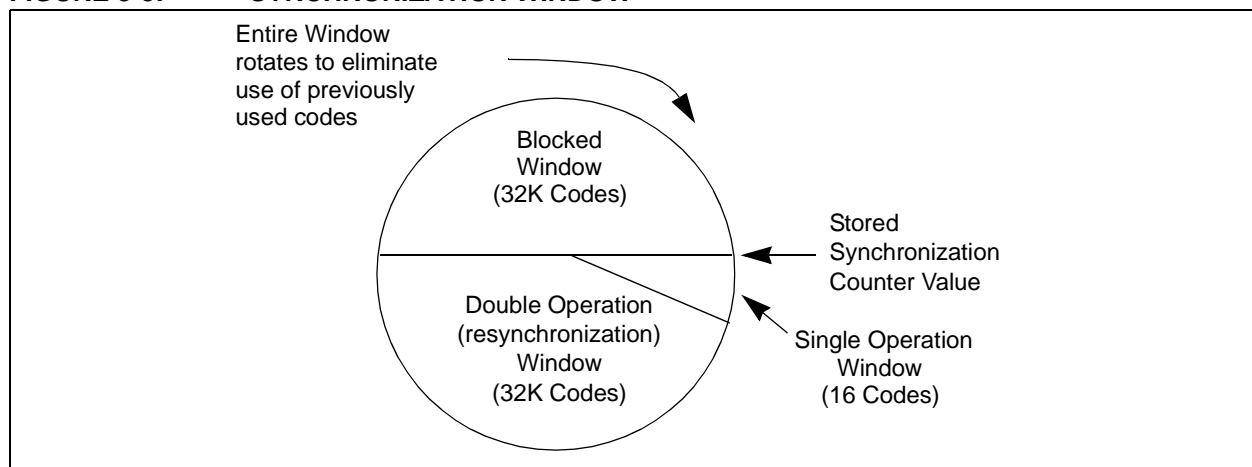 Entire Window
rotates to eliminate
use of previously
used codes
Blocked
Window
(32K Codes)
Stored
Synchronization
Counter Value
Double Operation
(resynchronization)
Window
(32K Codes)
Single Operation
Window
(16 Codes)